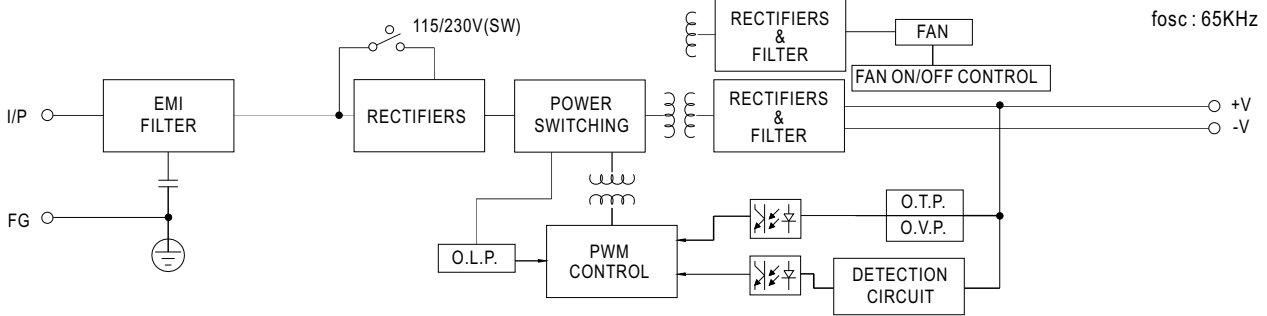 115/230V(SW)
RECTIFIERS
&
FILTER
FAN
fosc : 65KHz
FAN ON/OFF CONTROL
I/P
EMI
FILTER
RECTIFIERS
POWER
SWITCHING
RECTIFIERS
&
FILTER
+V
-V
FG
O.L.P.
PWM
CONTROL
O.T.P.
O.V.P.
DETECTION
CIRCUIT